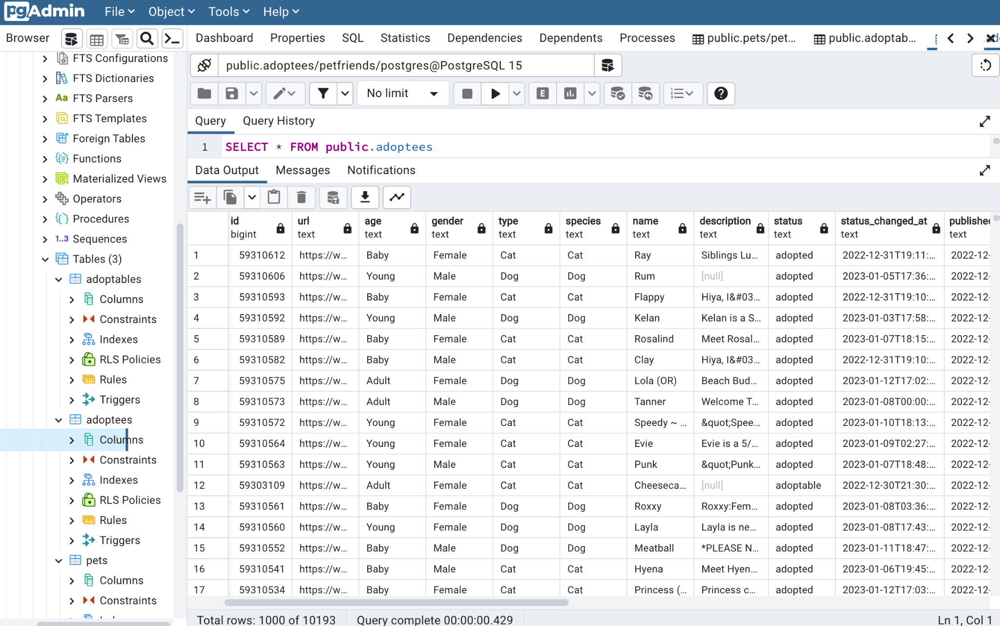 pgAdmin File Object Tools Help
Browser Dashboard Properties SQL Statistics Dependencies Dependents Processes public.pets/pet... public.adoptab...
FTS Configurations
FTS Dictionaries
Aa FTS Parsers
FTS Templates
Foreign Tables
Functions
Materialized Views
Operators
Procedures
1..3 Sequences
Tables (3)
adoptables
Columns
Constraints
Indexes
RLS Policies
Rules
Triggers
adoptees
Columns
Constraints
Indexes
RLS Policies
Rules
Triggers
pets
Columns
Constraints
public.adoptees/petfriends/postgres@PostgreSQL 15
No limit
Query Query History
1 SELECT * FROM public.adoptees
Data Output Messages Notifications
id url age gender type species name description status status_changed_at published
bigint text text text text text text text text text text
1 59310612 https://w... Baby Female Cat Cat Ray Siblings Lu... adopted 2022-12-31T19:11:... 2022-12-
2 59310606 https://w... Young Male Dog Dog Rum [null] adopted 2023-01-05T17:36:... 2022-12-
3 59310593 https://w... Baby Female Cat Cat Flappy Hiya, I&#03... adopted 2022-12-31T19:10:... 2022-12-
4 59310592 https://w... Young Male Dog Dog Kelan Kelan is a S... adopted 2023-01-03T17:58:... 2022-12-
5 59310589 https://w... Baby Female Cat Cat Rosalind Meet Rosal... adopted 2023-01-07T18:15:... 2022-12-
6 59310582 https://w... Baby Male Cat Cat Clay Hiya, I&#03... adopted 2022-12-31T19:10:... 2022-12-
7 59310575 https://w... Adult Female Dog Dog Lola (OR) Beach Bud... adopted 2023-01-12T17:02:... 2022-12-
8 59310573 https://w... Adult Male Dog Dog Tanner Welcome T... adopted 2023-01-08T00:00:... 2022-12-
9 59310572 https://w... Young Female Cat Cat Speedy ~ ... &quot;Spee... adopted 2023-01-10T18:13:... 2022-12-
10 59310564 https://w... Young Female Cat Cat Evie Evie is a 5/... adopted 2023-01-09T02:27:... 2022-12-
11 59310563 https://w... Young Male Cat Cat Punk &quot;Punk... adopted 2023-01-07T18:48:... 2022-12-
12 59303109 https://w... Adult Female Cat Cat Cheeseca... [null] adoptable 2022-12-30T21:30:... 2022-12-
13 59310561 https://w... Baby Female Dog Dog Roxxy Roxxy:Fem... adopted 2023-01-08T03:36:... 2022-12-
14 59310560 https://w... Young Female Dog Dog Layla Layla is ne... adopted 2023-01-08T17:43:... 2022-12-
15 59310552 https://w... Baby Male Dog Dog Meatball *PLEASE N... adopted 2023-01-11T18:47:... 2022-12-
16 59310541 https://w... Baby Male Cat Cat Hyena Meet Hyen... adopted 2023-01-06T19:45:... 2022-12-
17 59310534 https://w... Baby Female Cat Cat Princess (... Princess c... adopted 2023-01-12T17:03:... 2022-12-
Total rows: 1000 of 10193 Query complete 00:00:00.429 Ln 1, Col 1